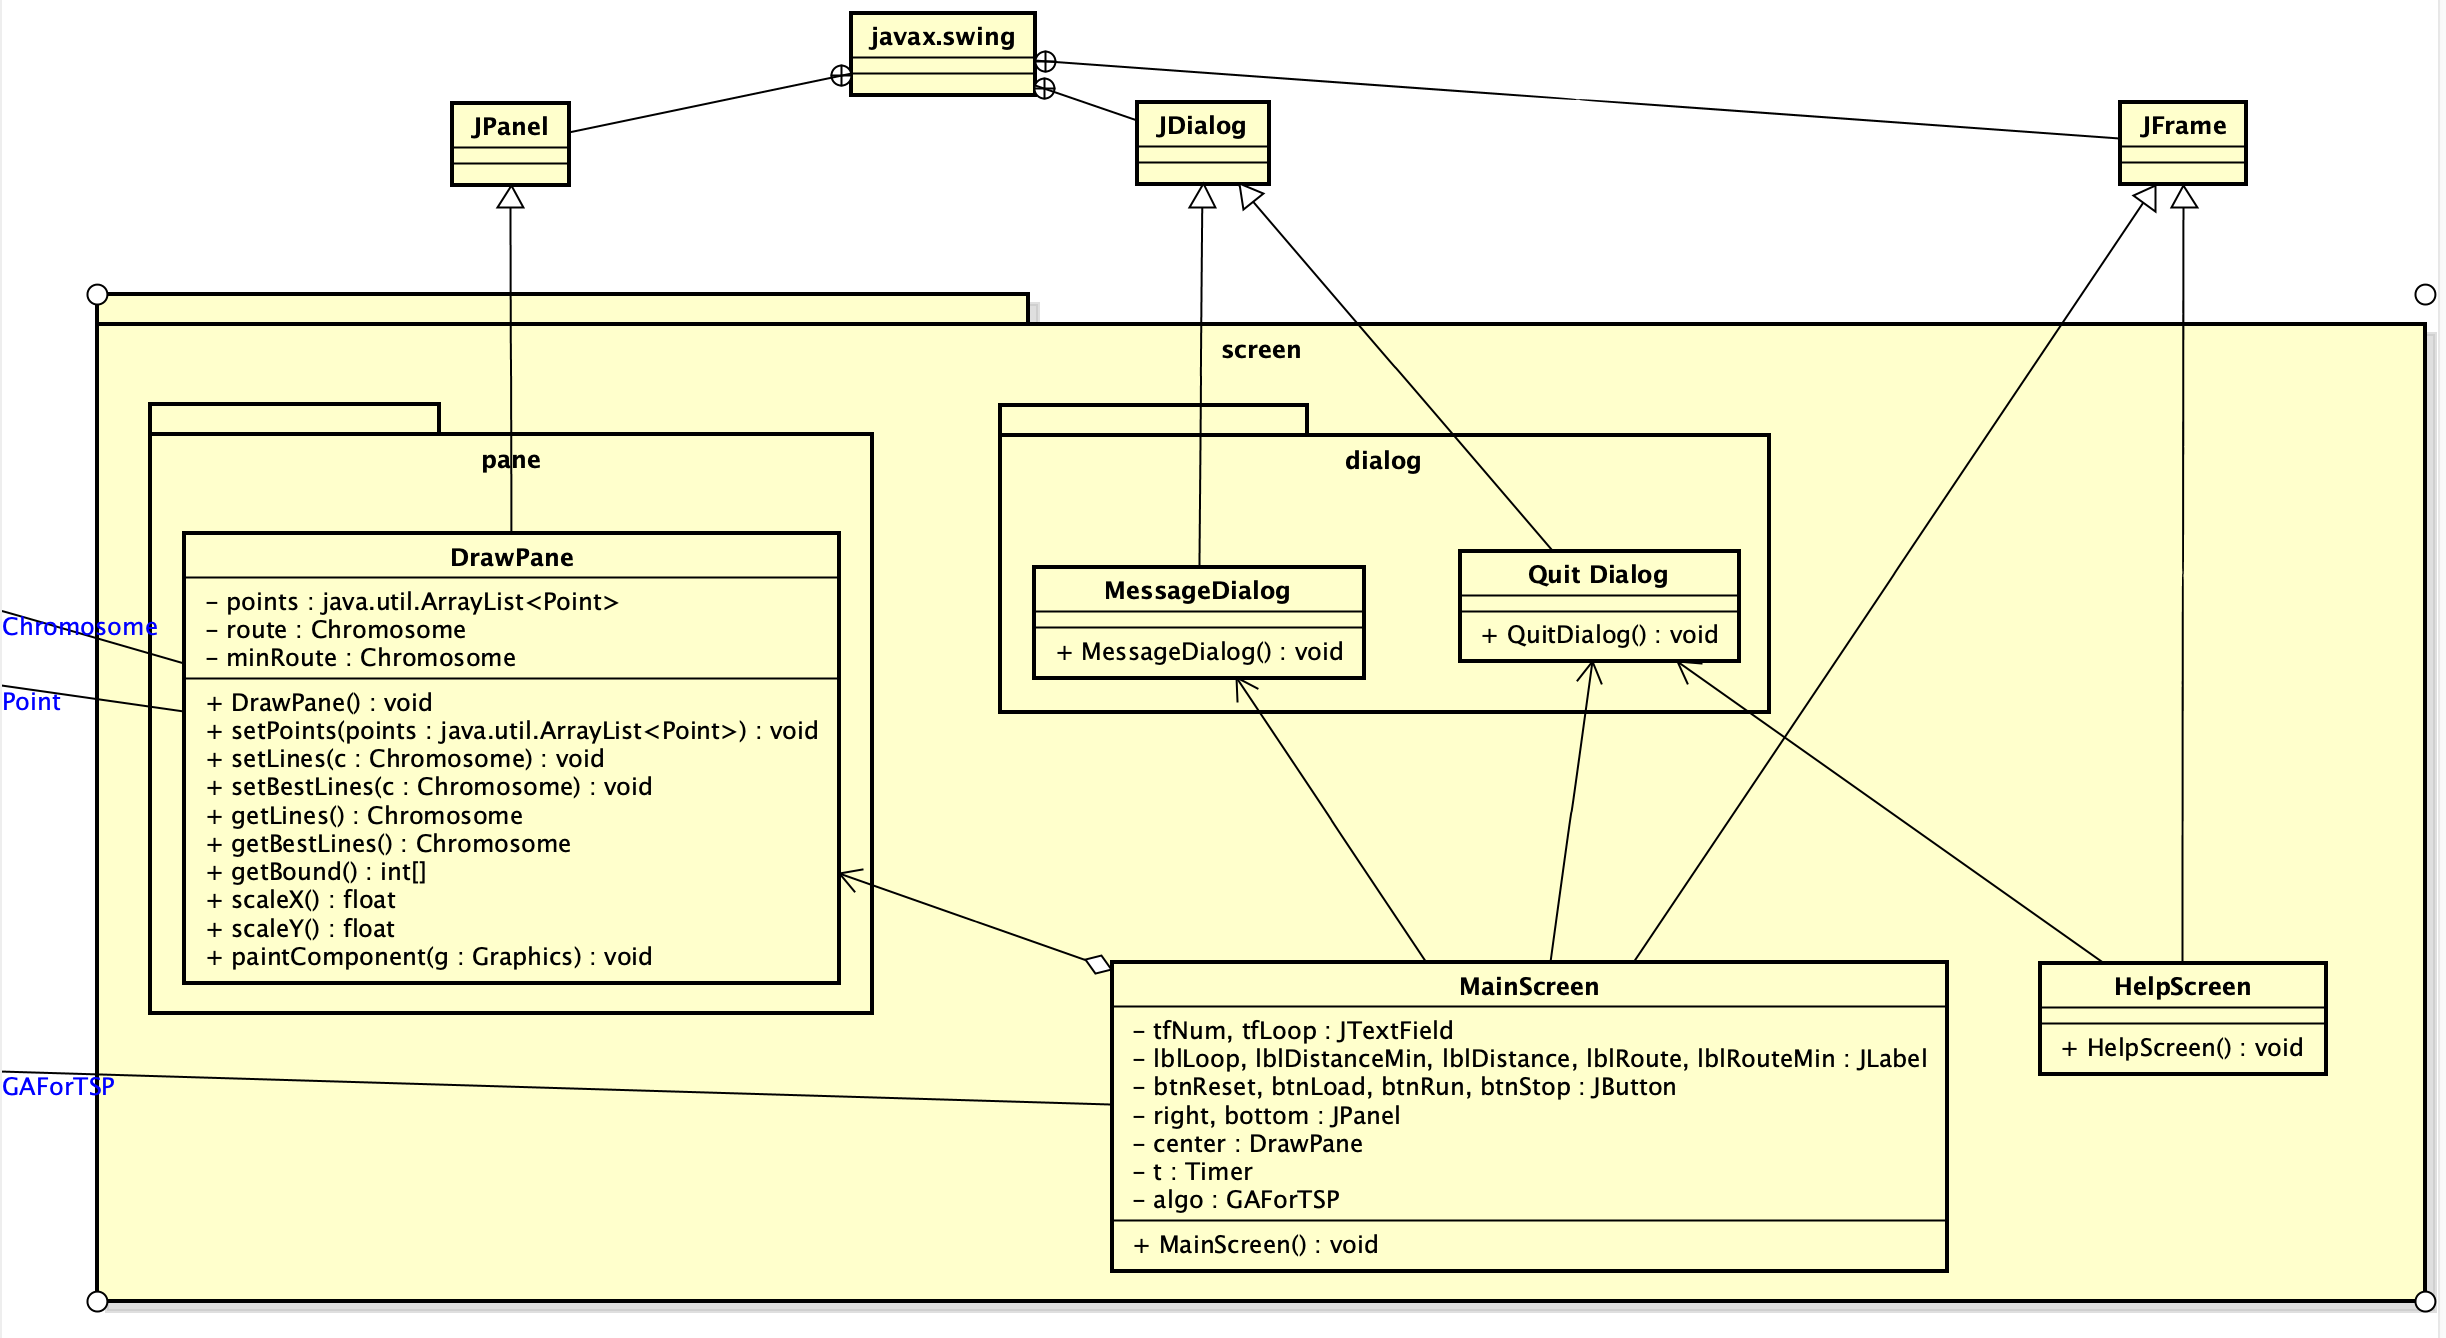 javax.swing
JPanel
JDialog
JFrame
screen
pane
dialog
DrawPane
- points : java.util.ArrayList<Point>
- route : Chromosome
- minRoute : Chromosome
+ DrawPane() : void
+ setPoints(points : java.util.ArrayList<Point>) : void
+ setLines(c : Chromosome) : void
+ setBestLines(c : Chromosome) : void
+ getLines() : Chromosome
+ getBestLines() : Chromosome
+ getBound() : int[]
+ scaleX() : float
+ scaleY() : float
+ paintComponent(g : Graphics) : void
Chromosome
Point
GAForTSP
MessageDialog
+ MessageDialog() : void
Quit Dialog
+ QuitDialog() : void
MainScreen
- tfNum, tfLoop : JTextField
- lblLoop, lblDistanceMin, lblDistance, lblRoute, lblRouteMin : JLabel
- btnReset, btnLoad, btnRun, btnStop : JButton
- right, bottom : JPanel
- center : DrawPane
- t : Timer
- algo : GAForTSP
+ MainScreen() : void
HelpScreen
+ HelpScreen() : void